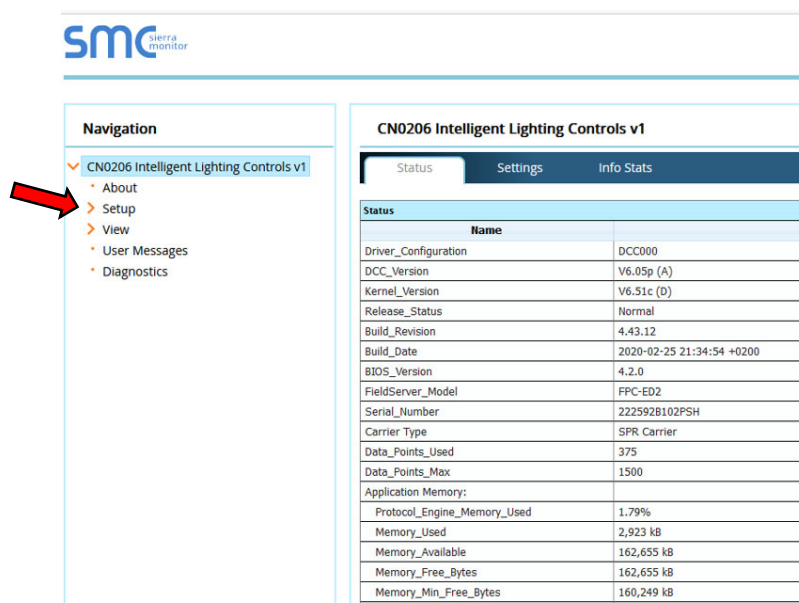 SMC sierra
monitor
Navigation
CN0206 Intelligent Lighting Controls v1
About
Setup
View
User Messages
Diagnostics
CN0206 Intelligent Lighting Controls v1
Status Settings Info Stats
Status
Name
Driver_Configuration DCC000
DCC_Version V6.05p (A)
Kernel_Version V6.51c (D)
Release_Status Normal
Build_Revision 4.43.12
Build_Date 2020-02-25 21:34:54 +0200
BIOS_Version 4.2.0
FieldServer_Model FPC-ED2
Serial_Number 222592B102PSH
Carrier Type SPR Carrier
Data_Points_Used 375
Data_Points_Max 1500
Application Memory:
Protocol_Engine_Memory_Used 1.79%
Memory_Used 2,923 kB
Memory_Available 162,655 kB
Memory_Free_Bytes 162,655 kB
Memory_Min_Free_Bytes 160,249 kB